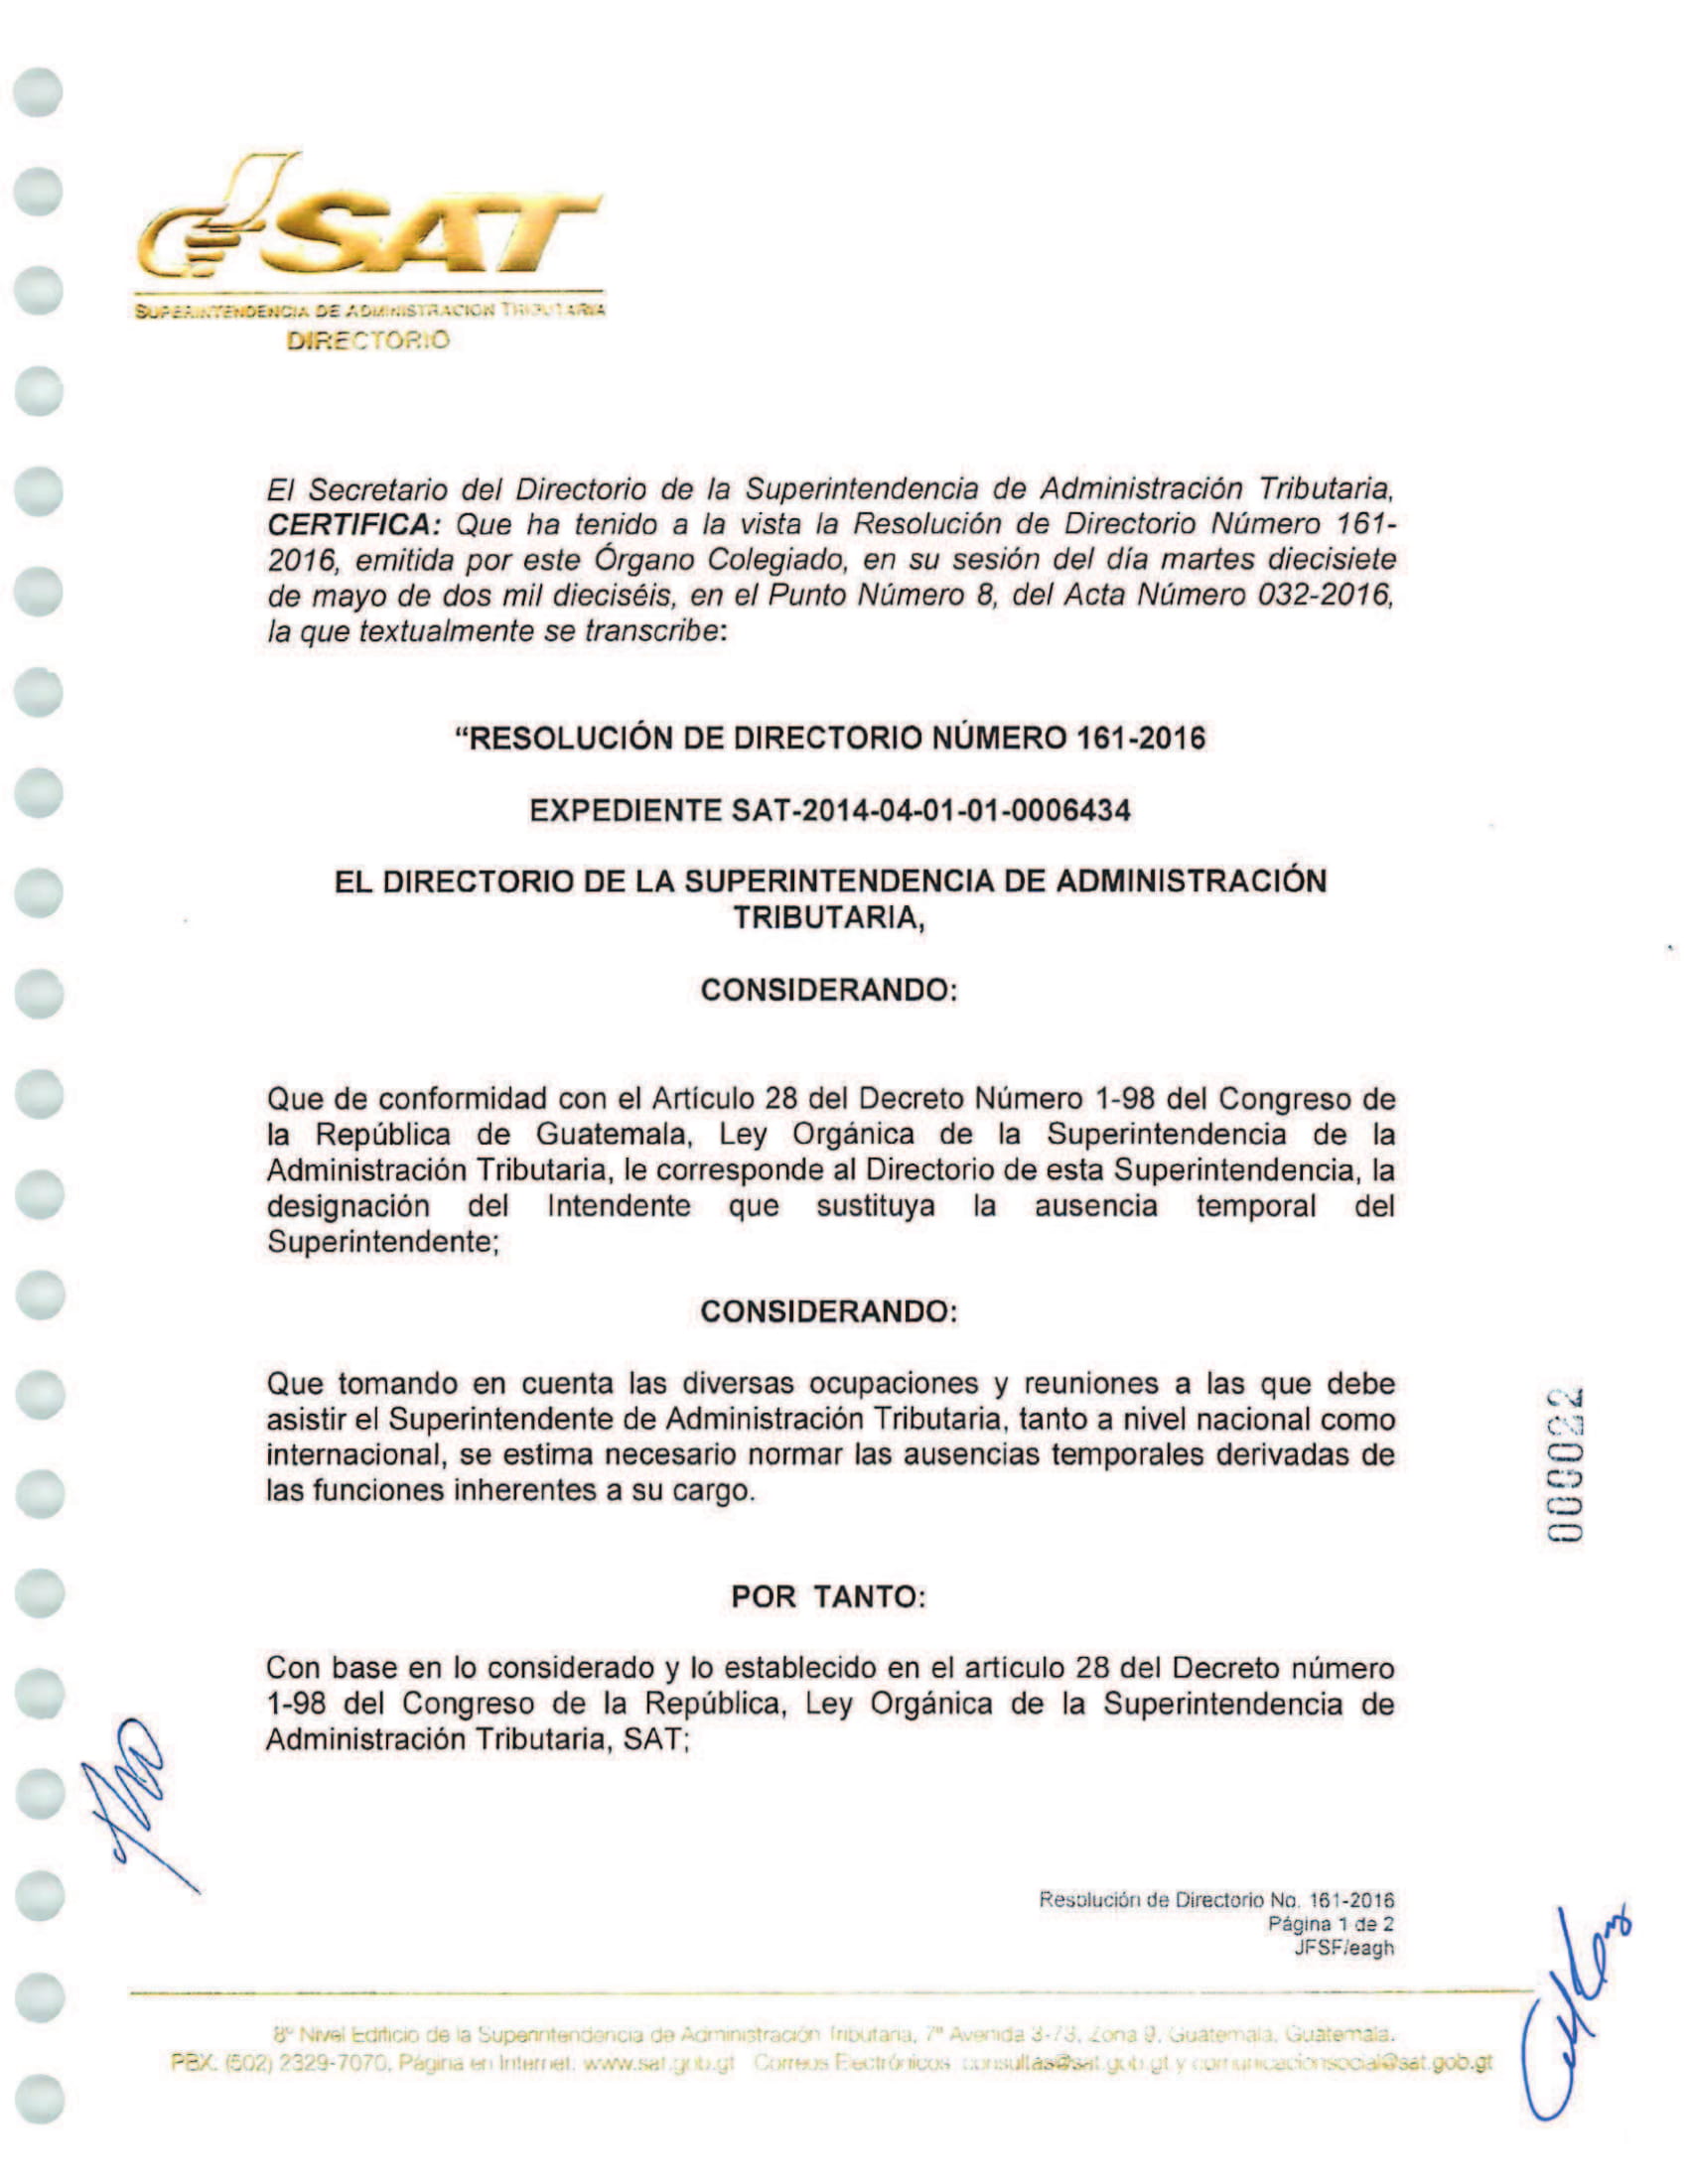 SAT
SUPERINTENDENCIA DE ADMINISTRACION TRIBUTARIA
DIRECTORIO
El Secretario del Directorio de la Superintendencia de Administración Tributaria,
CERTIFICA: Que ha tenido a la vista la Resolución de Directorio Número 161-
2016, emitida por este Órgano Colegiado, en su sesión del día martes diecisiete
de mayo de dos mil dieciséis, en el Punto Número 8, del Acta Número 032-2016,
la que textualmente se transcribe:
“RESOLUCIÓN DE DIRECTORIO NÚMERO 161-2016
EXPEDIENTE SAT-2014-04-01-01-0006434
EL DIRECTORIO DE LA SUPERINTENDENCIA DE ADMINISTRACIÓN
TRIBUTARIA,
CONSIDERANDO:
Que de conformidad con el Artículo 28 del Decreto Número 1-98 del Congreso de
la República de Guatemala, Ley Orgánica de la Superintendencia de la
Administración Tributaria, le corresponde al Directorio de esta Superintendencia, la
designación del Intendente que sustituya la ausencia temporal del
Superintendente;
CONSIDERANDO:
Que tomando en cuenta las diversas ocupaciones y reuniones a las que debe
asistir el Superintendente de Administración Tributaria, tanto a nivel nacional como
internacional, se estima necesario normar las ausencias temporales derivadas de
las funciones inherentes a su cargo.
000022
POR TANTO:
Con base en lo considerado y lo establecido en el articulo 28 del Decreto número
1-98 del Congreso de la República, Ley Orgánica de la Superintendencia de
Administración Tributaria, SAT;
Resolución de Directorio No. 161-2016
Página 1 de 2
JFSF/eagh
8º Nivel Edificio de la Superintendencia de Administración Tributaria, 7ª Avenida 3-73, Zona 9, Guatemala, Guatemala.
PBX: (502) 2329-7070, Página en Internet: www.sat.gob.gt Correos Electrónicos: consultas@sat.gob.gt y comunicacionsocial@sat.gob.gt